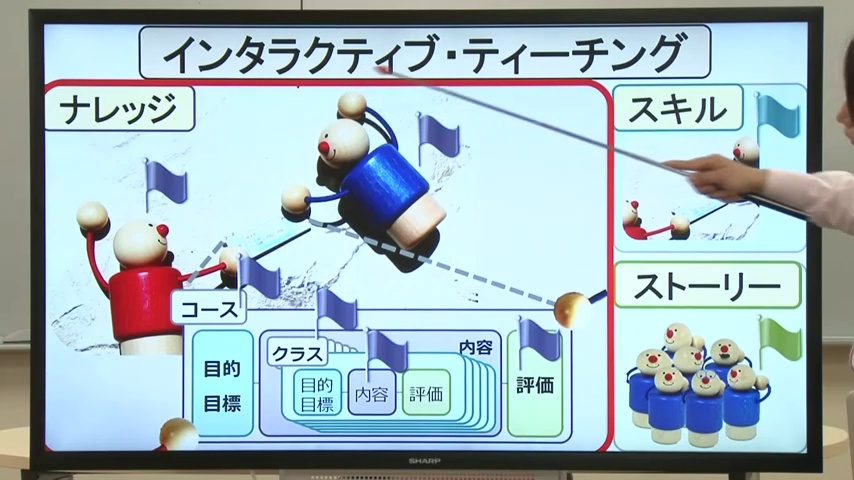 インタラクティブ・ティーチング
ナレッジ
スキル
ストーリー
コース
目的
目標
クラス
内容
目的
目標
内容
評価
評価
SHARP